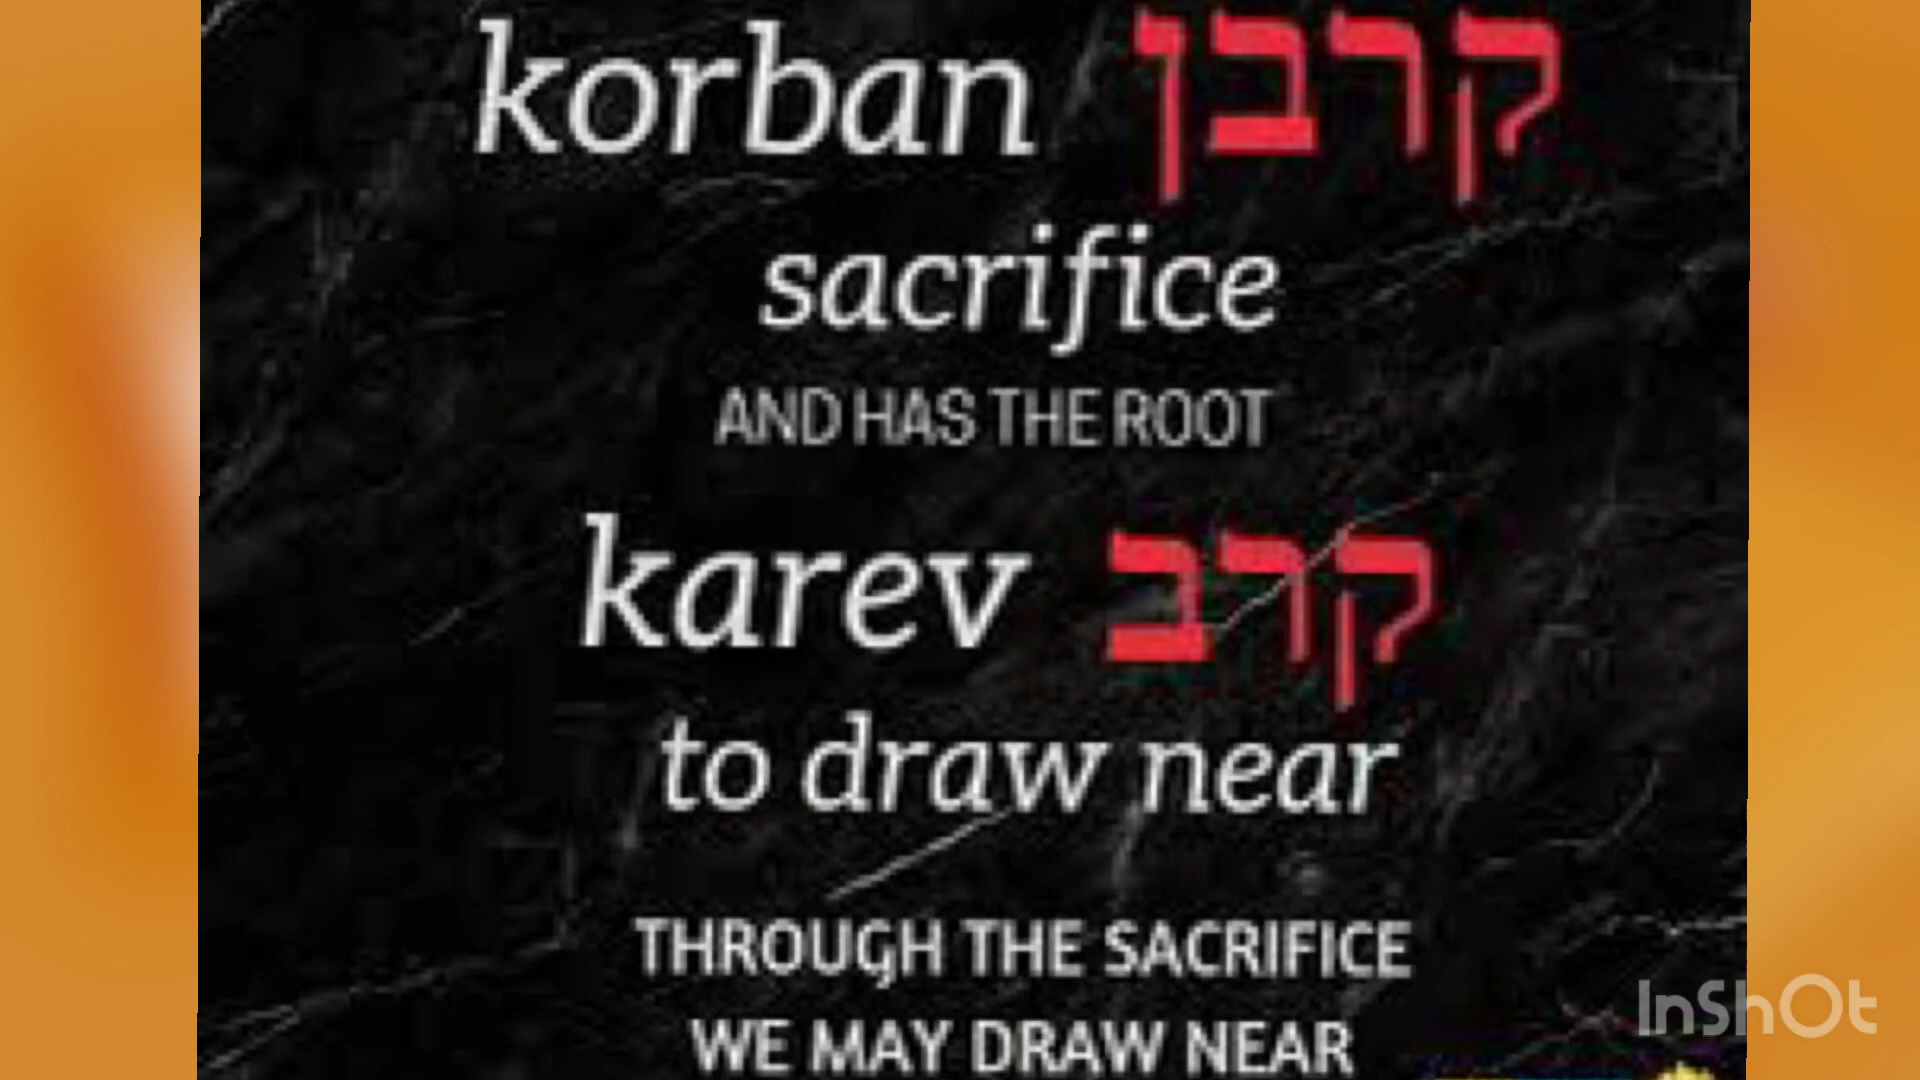 korban קרבן
sacrifice
AND HAS THE ROOT
karev קרב
to draw near
THROUGH THE SACRIFICE
WE MAY DRAW NEAR
InShOt